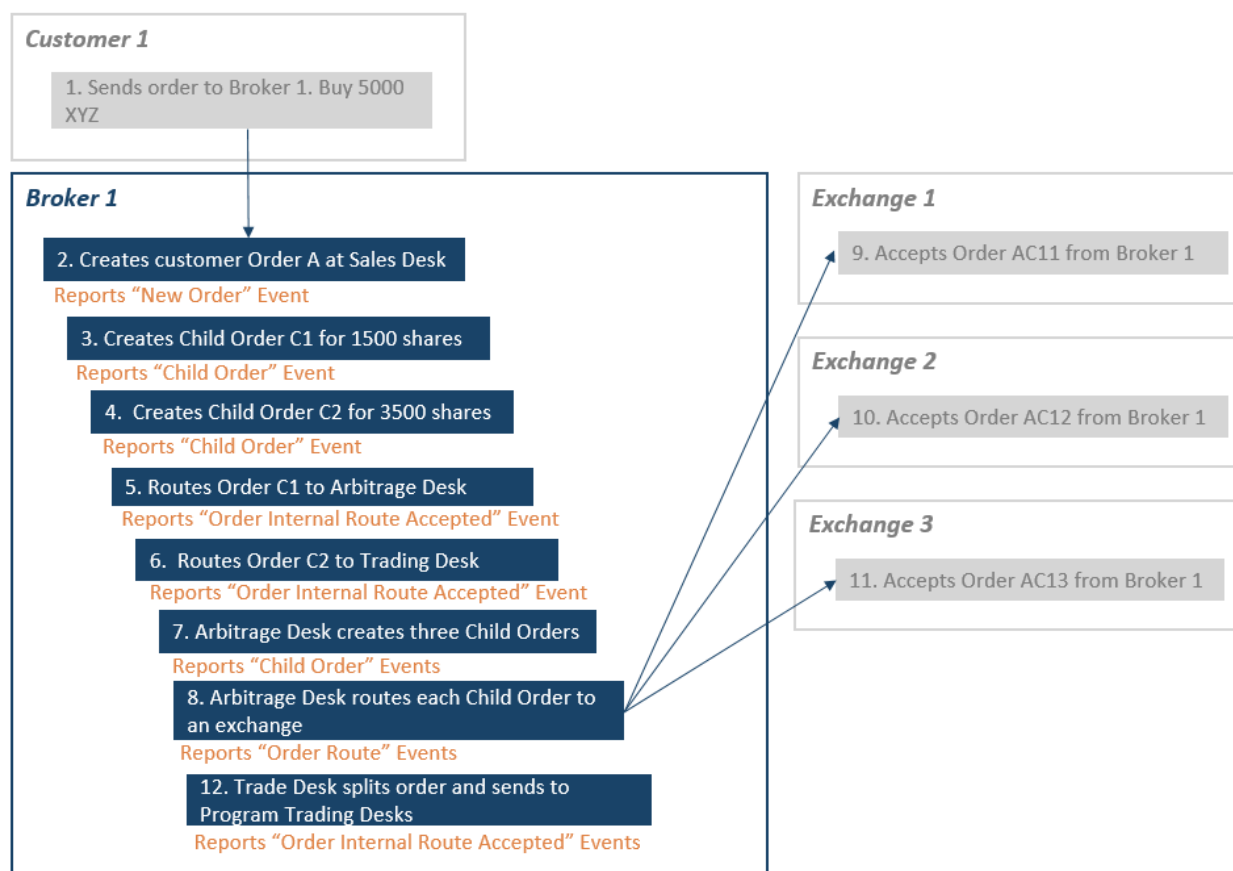 Customer 1
1. Sends order to Broker 1. Buy 5000
XYZ
Broker 1
2. Creates customer Order A at Sales Desk
Reports “New Order” Event
3. Creates Child Order C1 for 1500 shares
Reports “Child Order” Event
4. Creates Child Order C2 for 3500 shares
Reports “Child Order” Event
5. Routes Order C1 to Arbitrage Desk
Reports “Order Internal Route Accepted” Event
6. Routes Order C2 to Trading Desk
Reports “Order Internal Route Accepted” Event
7. Arbitrage Desk creates three Child Orders
Reports “Child Order” Events
8. Arbitrage Desk routes each Child Order to
an exchange
Reports “Order Route” Events
12. Trade Desk splits order and sends to
Program Trading Desks
Reports “Order Internal Route Accepted” Events
Exchange 1
9. Accepts Order AC11 from Broker 1
Exchange 2
10. Accepts Order AC12 from Broker 1
Exchange 3
11. Accepts Order AC13 from Broker 1